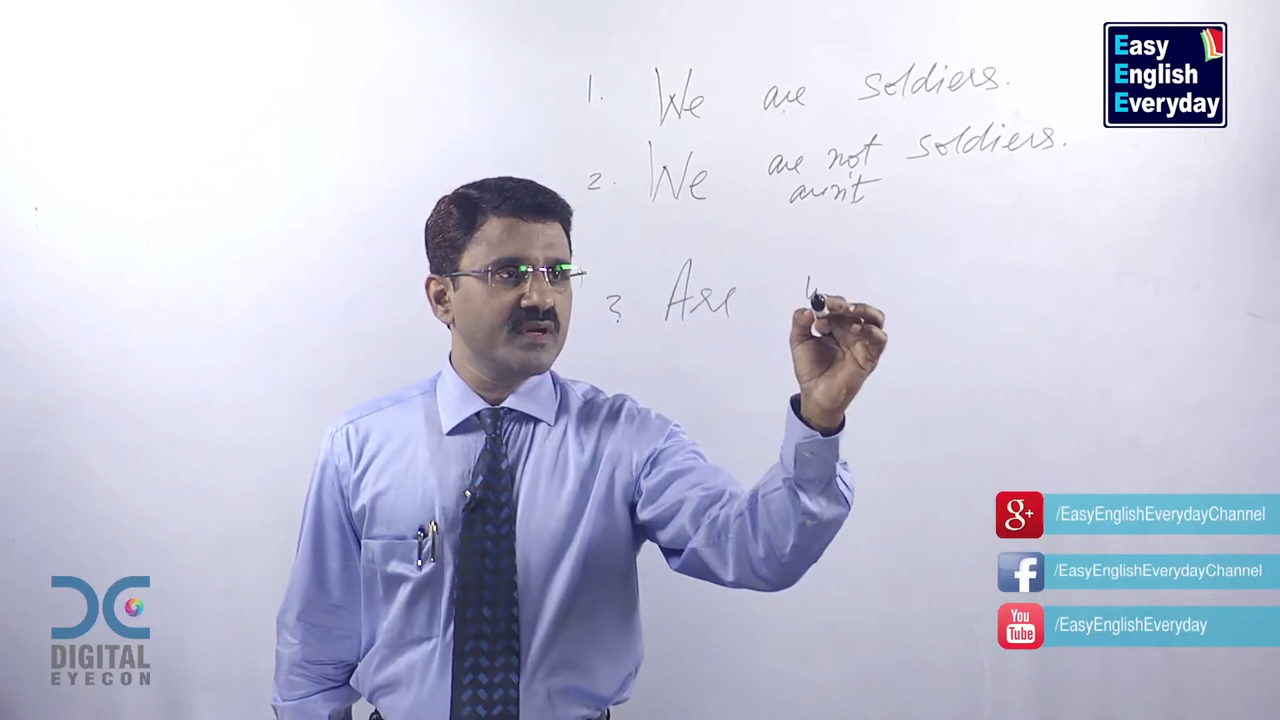 1. We are soldiers.
2. We are not soldiers.
aren't
3. Are
Easy
English
Everyday
g+ /EasyEnglishEverydayChannel
f /EasyEnglishEverydayChannel
You Tube /EasyEnglishEveryday
DIGITAL
EYECON